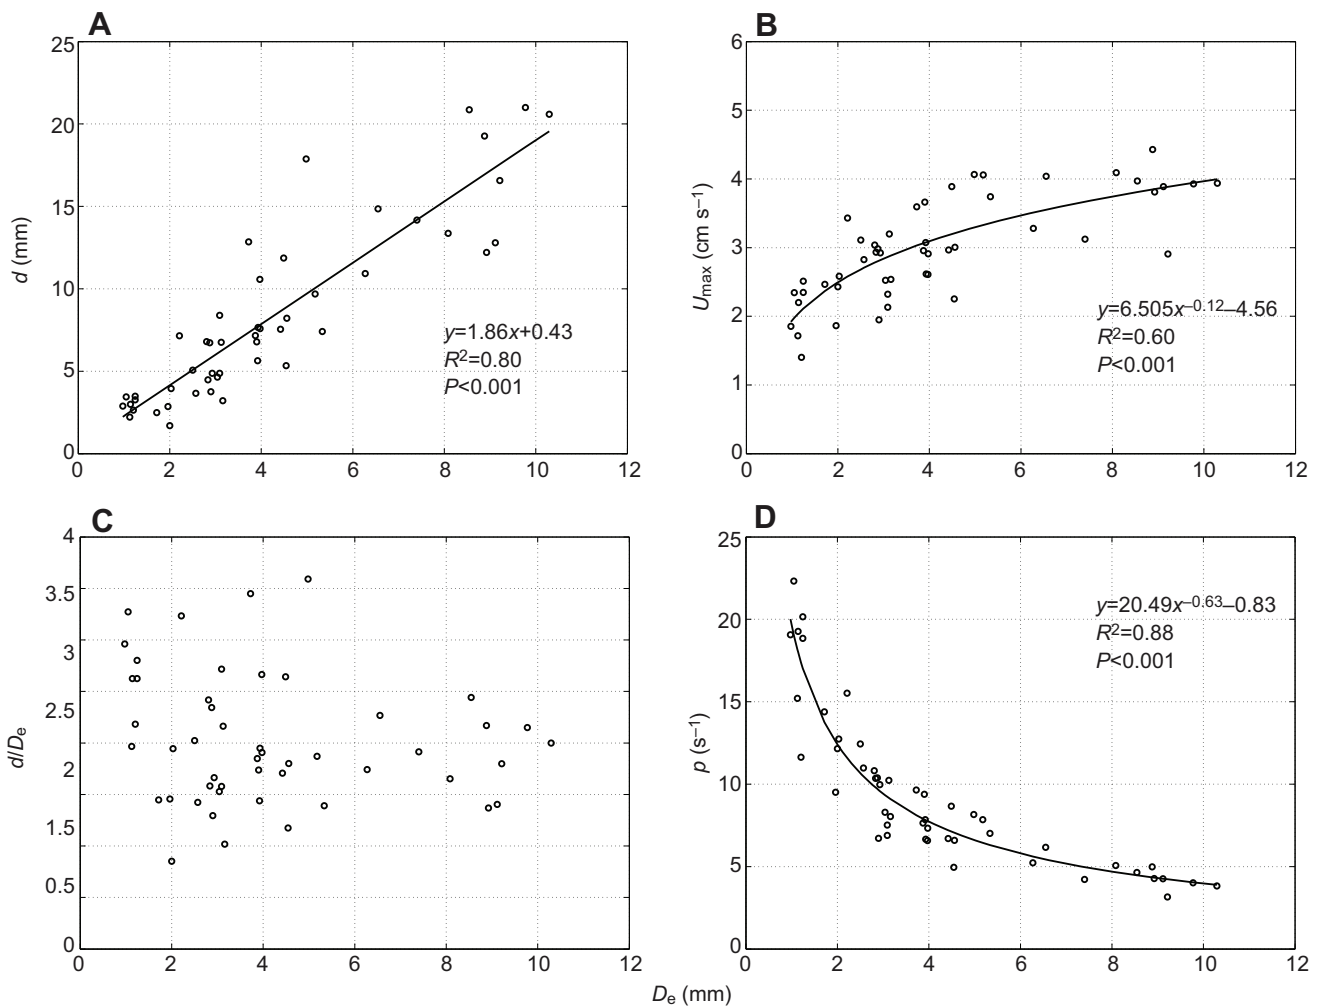 A
25
20
15
10
5
0
0 2 4 6 8 10 12
d (mm)
y=1.86x+0.43
R²=0.80
P<0.001
B
6
5
4
3
2
1
0
0 2 4 6 8 10 12
Umax (cm s⁻¹)
y=6.505x⁻⁰·¹²–4.56
R²=0.60
P<0.001
C
4
3.5
3
2.5
2
1.5
0.5
0
0 2 4 6 8 10 12
d/De
D
25
20
15
10
5
0
0 2 4 6 8 10 12
p (s⁻¹)
y=20.49x⁻⁰·⁶³–0.83
R²=0.88
P<0.001
De (mm)